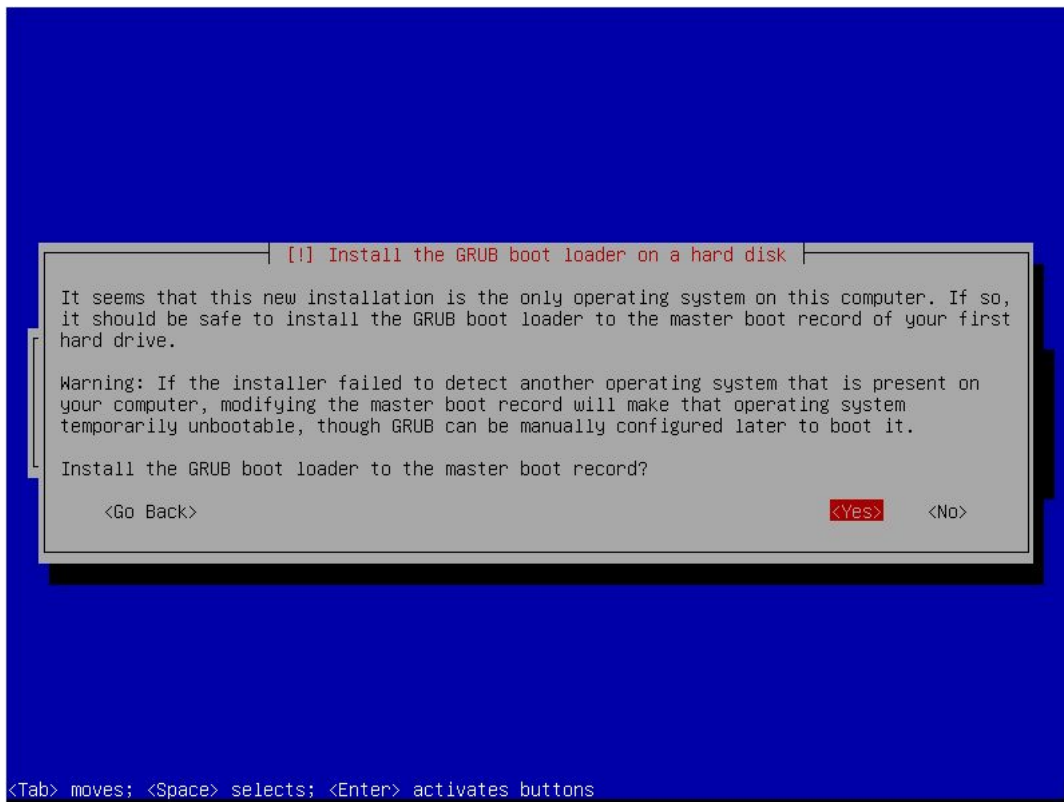 [!] Install the GRUB boot loader on a hard disk
It seems that this new installation is the only operating system on this computer. If so,
it should be safe to install the GRUB boot loader to the master boot record of your first
hard drive.
Warning: If the installer failed to detect another operating system that is present on
your computer, modifying the master boot record will make that operating system
temporarily unbootable, though GRUB can be manually configured later to boot it.
Install the GRUB boot loader to the master boot record?
<Go Back> <Yes> <No>
<Tab> moves; <Space> selects; <Enter> activates buttons